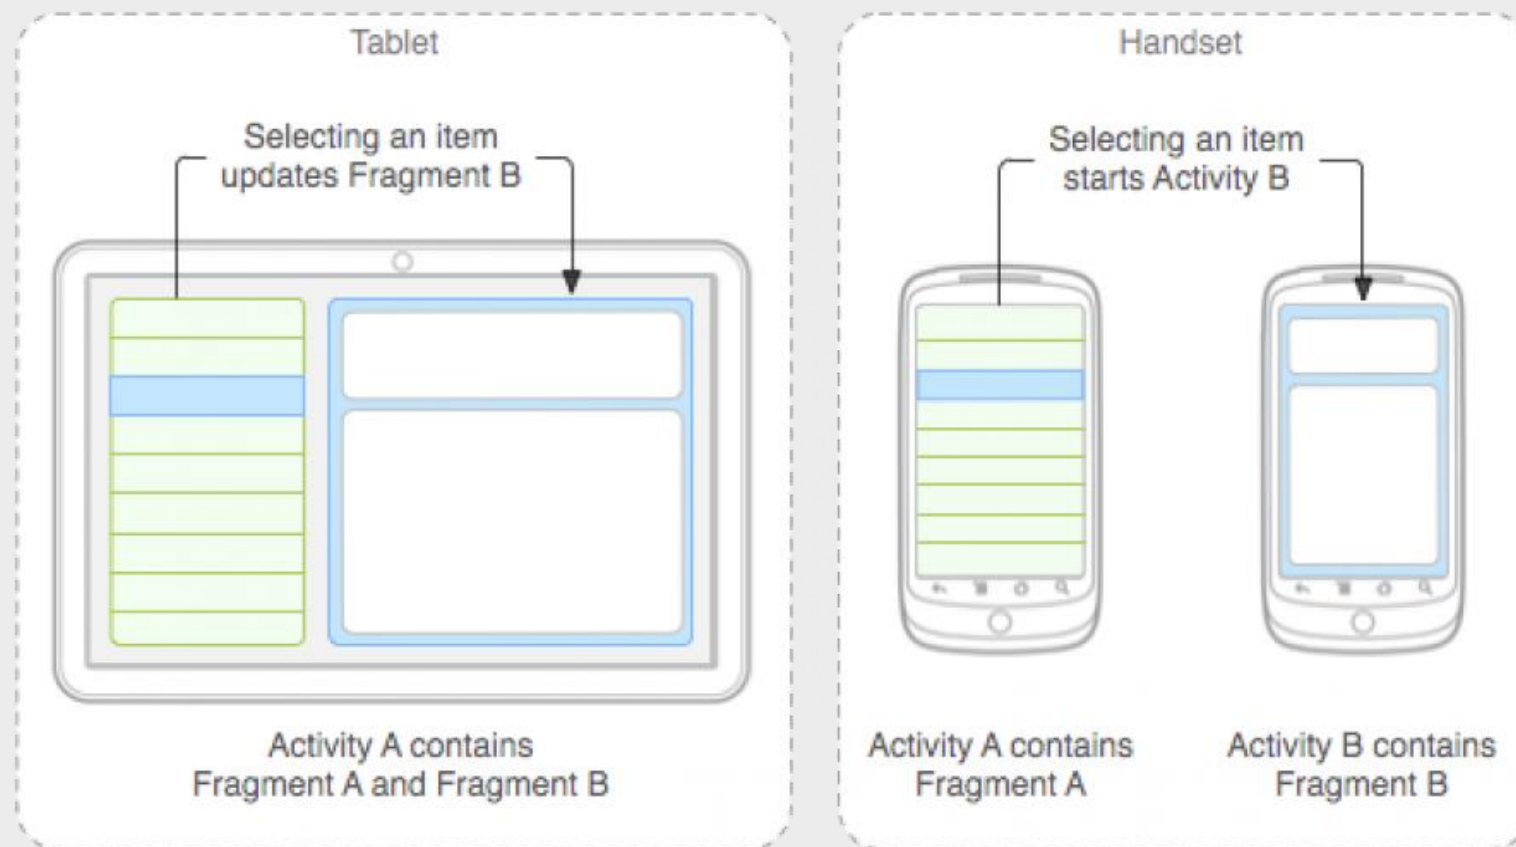 Tablet
Selecting an item
updates Fragment B
Activity A contains
Fragment A and Fragment B
Handset
Selecting an item
starts Activity B
Activity A contains
Fragment A
Activity B contains
Fragment B